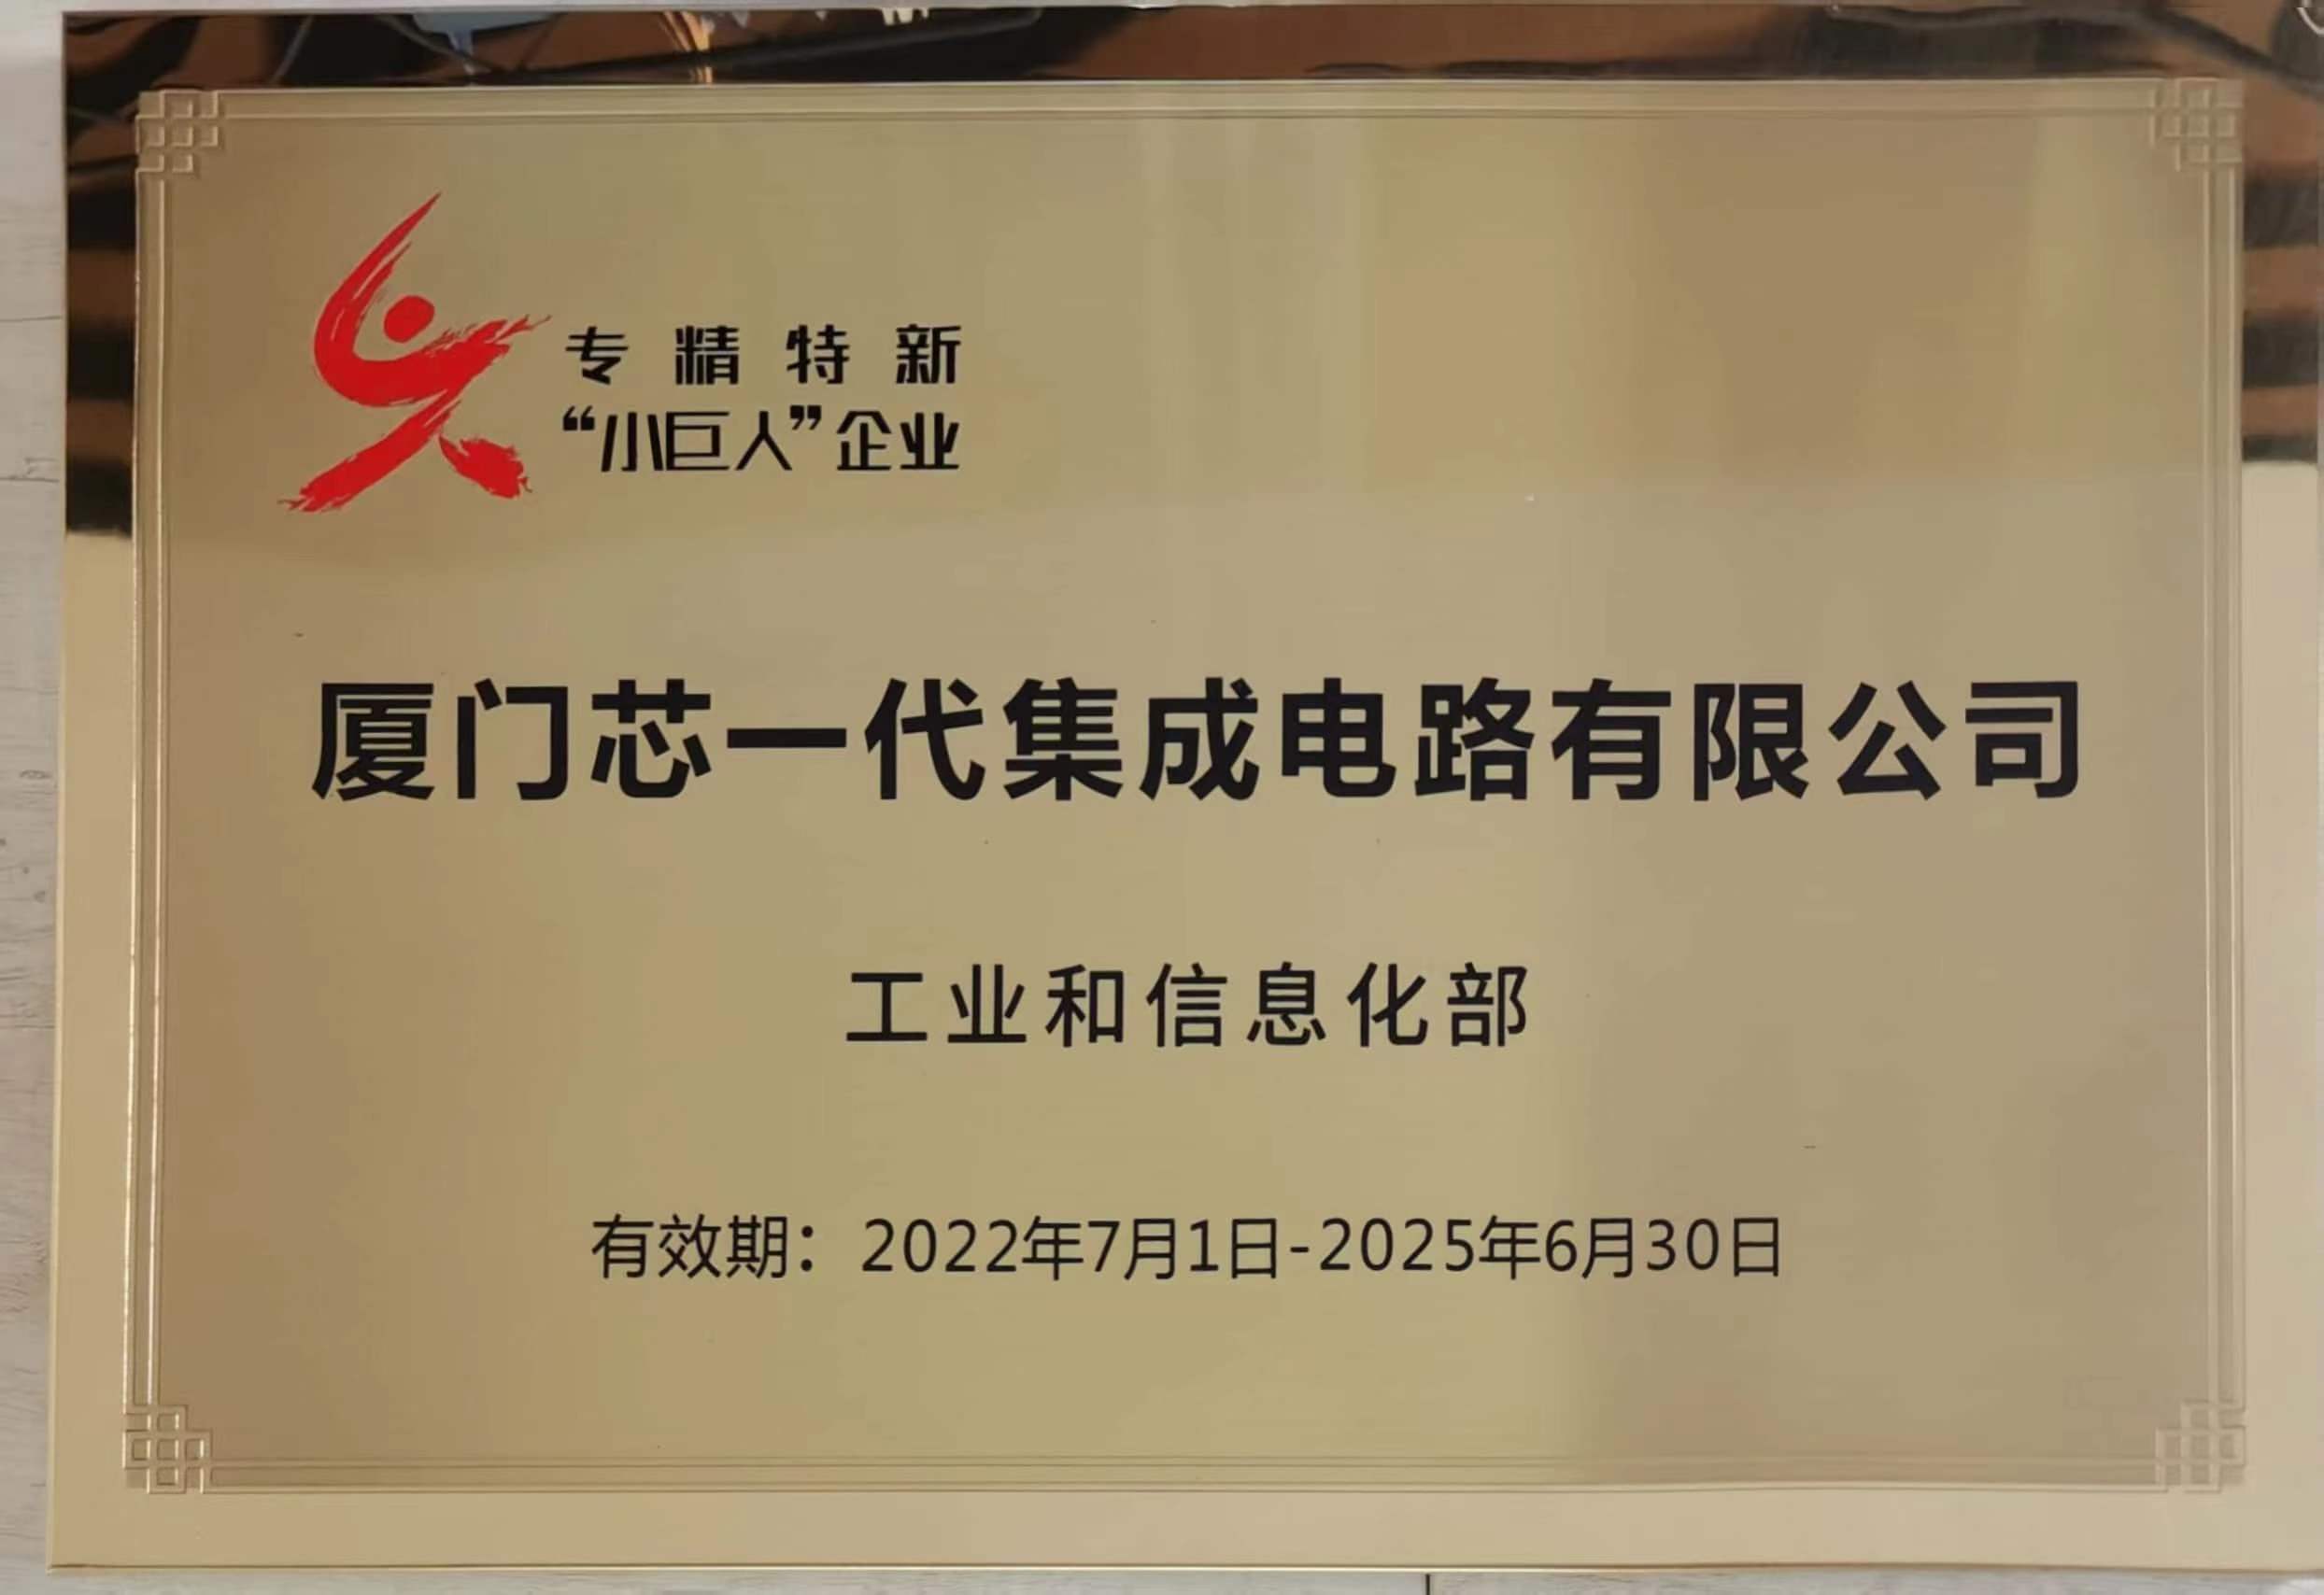 专精特新
“小巨人”企业
厦门芯一代集成电路有限公司
工业和信息化部
有效期：2022年7月1日-2025年6月30日